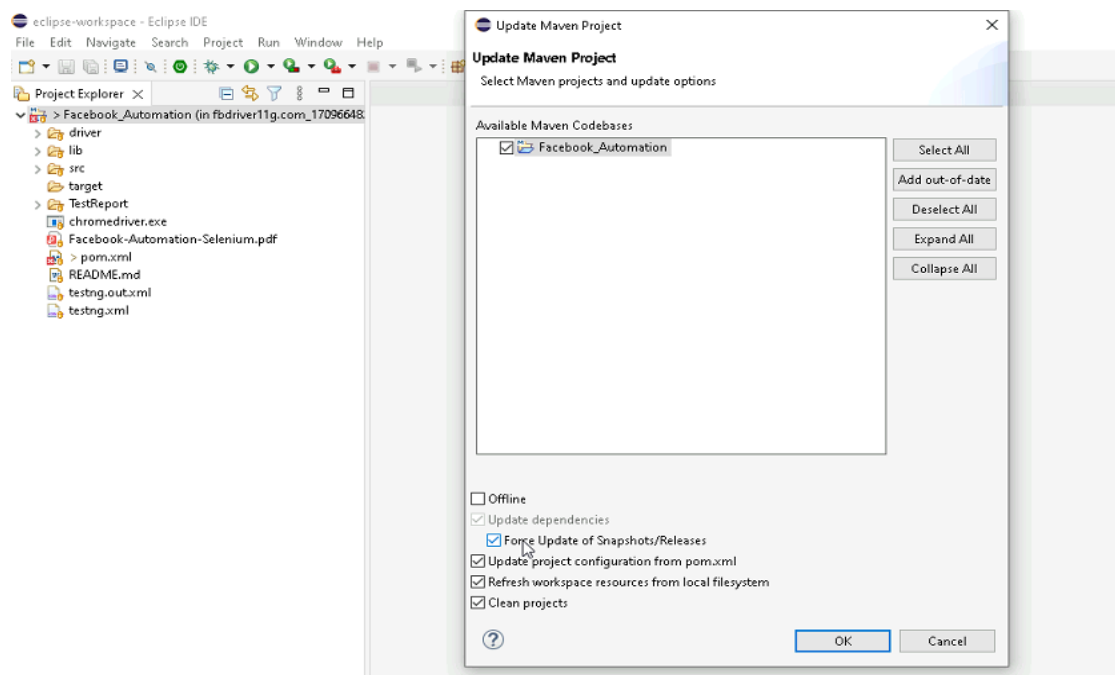 eclipse-workspace - Eclipse IDE
File Edit Navigate Search Project Run Window Help
Project Explorer
> Facebook_Automation (in fbdriver11g.com_17096648
driver
lib
src
target
TestReport
chromedriver.exe
Facebook-Automation-Selenium.pdf
> pom.xml
README.md
testng.out.xml
testng.xml
Update Maven Project
Update Maven Project
Select Maven projects and update options
Available Maven Codebases
Facebook_Automation
Select All
Add out-of-date
Deselect All
Expand All
Collapse All
Offline
Update dependencies
Force Update of Snapshots/Releases
Update project configuration from pom.xml
Refresh workspace resources from local filesystem
Clean projects
OK Cancel